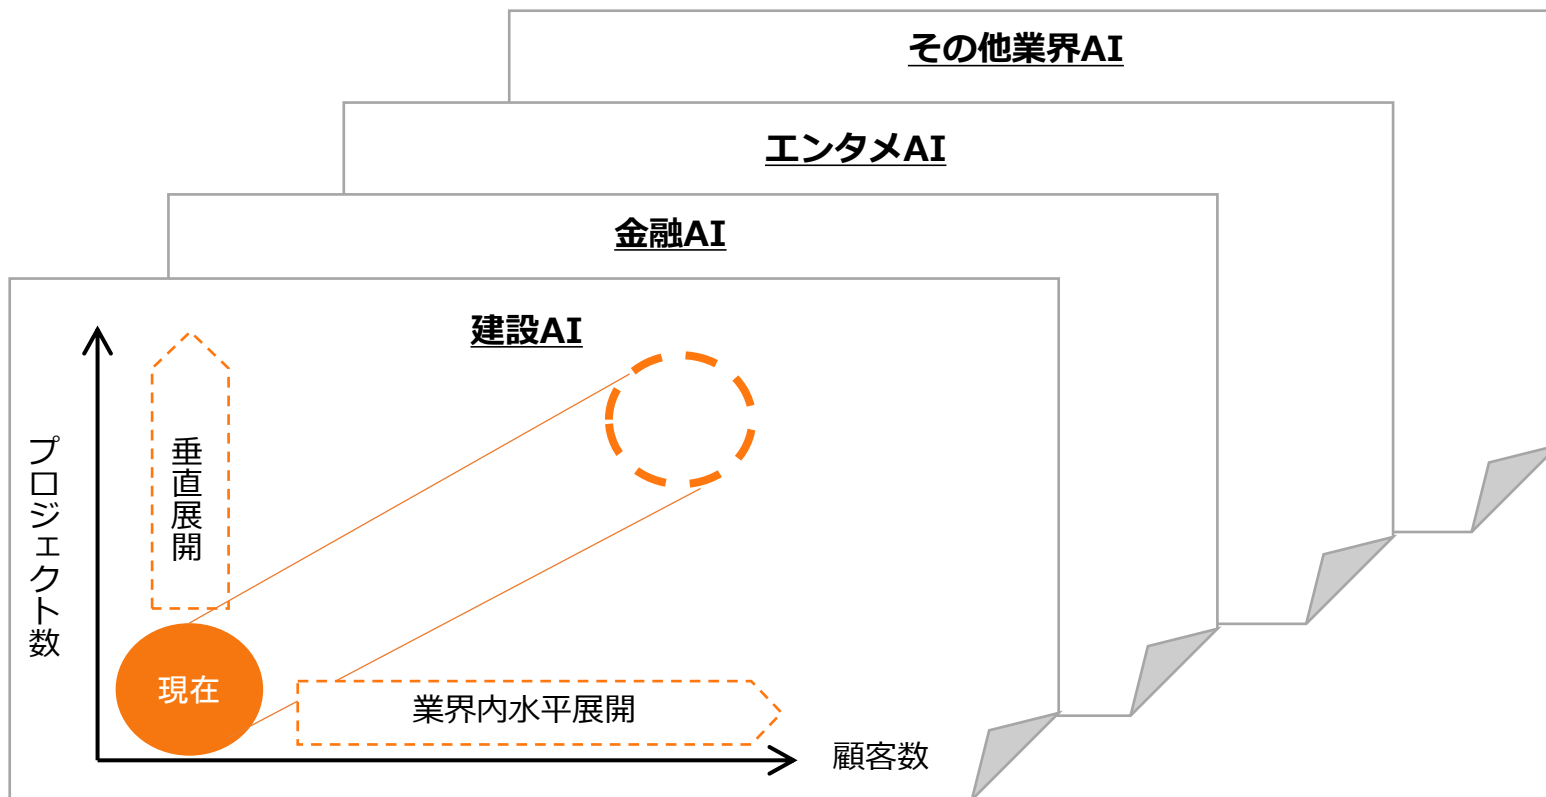 その他業界AI
エンタメAI
金融AI
建設AI
プロジェクト数
垂直展開
現在
業界内水平展開
顧客数